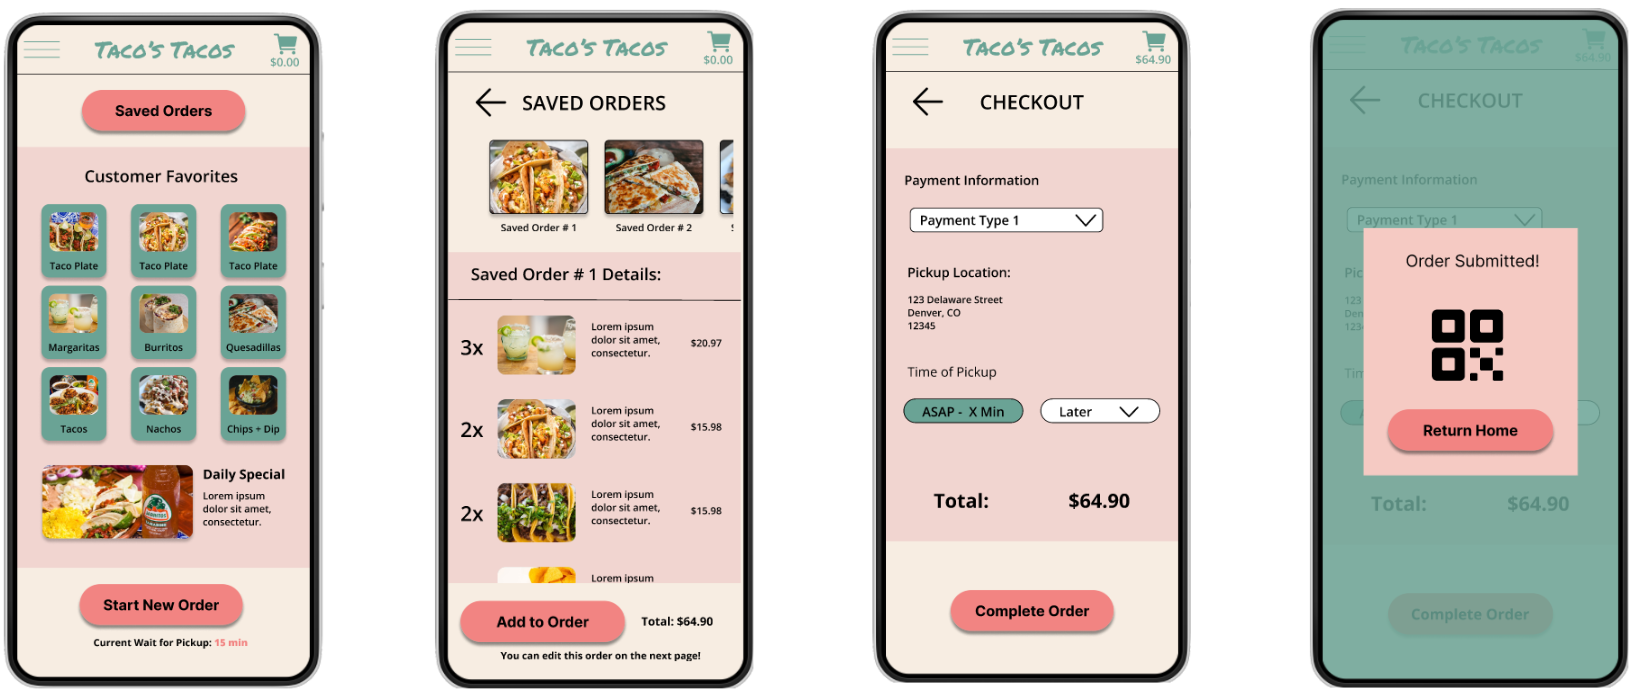 TACO'S TACOS
$0.00
Saved Orders
Customer Favorites
Taco Plate
Taco Plate
Taco Plate
Margaritas
Burritos
Quesadillas
Tacos
Nachos
Chips + Dip
Daily Special
Lorem ipsum
dolor sit amet,
consectetur.
Start New Order
Current Wait for Pickup: 15 min
TACO'S TACOS
$0.00
SAVED ORDERS
Saved Order # 1
Saved Order # 2
Saved Order # 1 Details:
3x
Lorem ipsum
dolor sit amet,
consectetur.
$20.97
2x
Lorem ipsum
dolor sit amet,
consectetur.
$15.98
2x
Lorem ipsum
dolor sit amet,
consectetur.
$15.98
Lorem ipsum
Add to Order
Total: $64.90
You can edit this order on the next page!
TACO'S TACOS
$64.90
CHECKOUT
Payment Information
Payment Type 1
Pickup Location:
123 Delaware Street
Denver, CO
12345
Time of Pickup
ASAP - X Min
Later
Total: $64.90
Complete Order
TACO'S TACOS
$64.90
CHECKOUT
Payment Information
Payment Type 1
Order Submitted!
Return Home
Total: $64.90
Complete Order